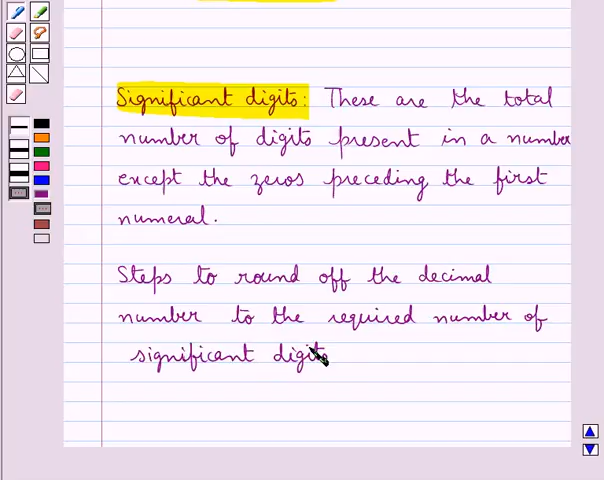 Significant digits: These are the total
number of digits present in a number
except the zeros preceding the first
numeral.
Steps to round off the decimal
number to the required number of
significant digits